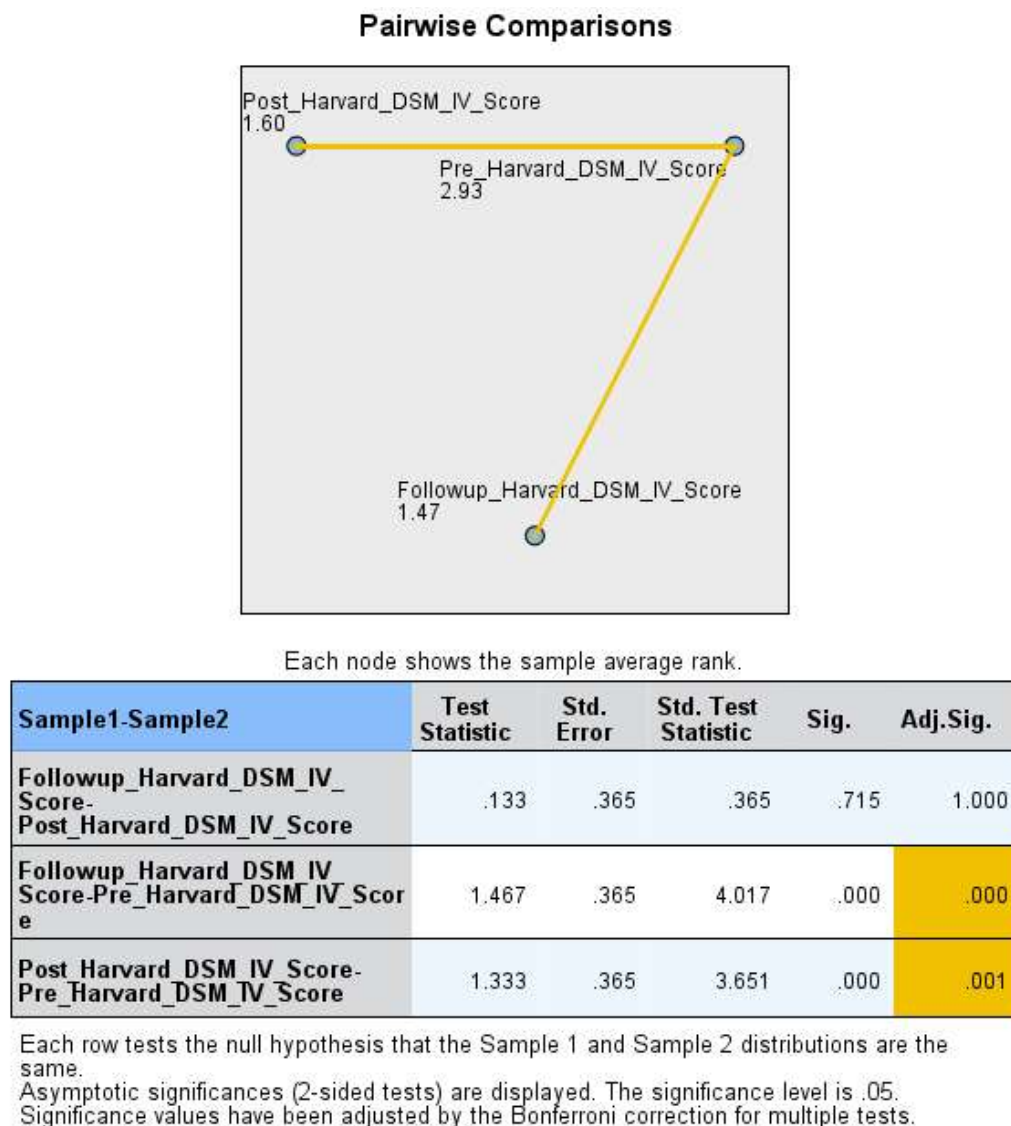 Pairwise Comparisons
Post_Harvard_DSM_IV_Score
1.60
Pre_Harvard_DSM_IV_Score
2.93
Followup_Harvard_DSM_IV_Score
1.47
Each node shows the sample average rank.
Sample1-Sample2 Test Statistic Std. Error Std. Test Statistic Sig. Adj.Sig.
Followup_Harvard_DSM_IV_
Score-
Post_Harvard_DSM_IV_Score .133 .365 .365 .715 1.000
Followup_Harvard_DSM_IV_
Score-Pre_Harvard_DSM_IV_Scor
e 1.467 .365 4.017 .000 .000
Post_Harvard_DSM_IV_Score-
Pre_Harvard_DSM_IV_Score 1.333 .365 3.651 .000 .001
Each row tests the null hypothesis that the Sample 1 and Sample 2 distributions are the
same.
Asymptotic significances (2-sided tests) are displayed. The significance level is .05.
Significance values have been adjusted by the Bonferroni correction for multiple tests.